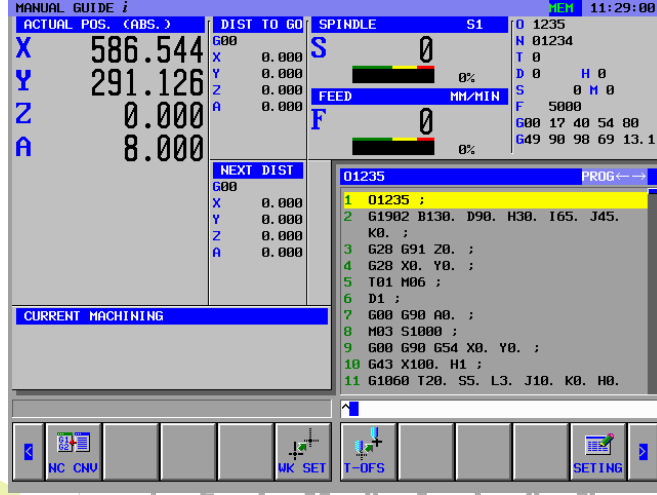 MANUAL GUIDE i MEM 11:29:00
ACTUAL POS. (ABS.)
X 586.544
Y 291.126
Z 0.000
A 8.000
DIST TO GO
G00
X 0.000
Y 0.000
Z 0.000
A 0.000
SPINDLE S1
S 0
0%
FEED MM/MIN
F 0
0%
O 1235
N 01234
T 0
D 0 H 0
S 0 M 0
F 5000
G00 17 40 54 80
G49 90 98 69 13.1
NEXT DIST
G00
X 0.000
Y 0.000
Z 0.000
A 0.000
CURRENT MACHINING
O1235 PROG←→
1 O1235 ;
2 G1902 B130. D90. H30. I65. J45.
K0. ;
3 G28 G91 Z0. ;
4 G28 X0. Y0. ;
5 T01 M06 ;
6 D1 ;
7 G00 G90 A0. ;
8 M03 S1000 ;
9 G00 G90 G54 X0. Y0. ;
10 G43 X100. H1 ;
11 G1060 T20. S5. L3. J10. K0. H0.
^
< G1 G2 NC CNV
WK SET
T-OFS
SETING >